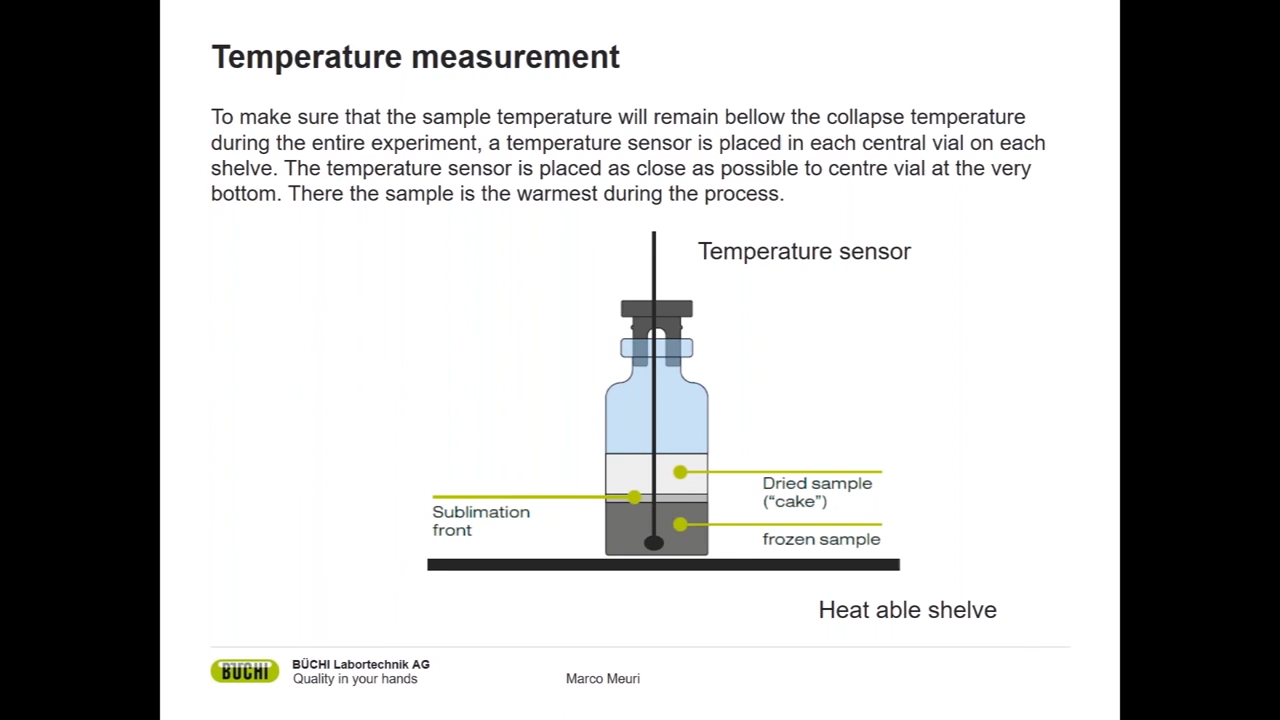 Temperature measurement
To make sure that the sample temperature will remain bellow the collapse temperature
during the entire experiment, a temperature sensor is placed in each central vial on each
shelve. The temperature sensor is placed as close as possible to centre vial at the very
bottom. There the sample is the warmest during the process.
Temperature sensor
Dried sample
(“cake”)
Sublimation
front
frozen sample
Heat able shelve
BÜCHI
BÜCHI Labortechnik AG
Quality in your hands
Marco Meuri